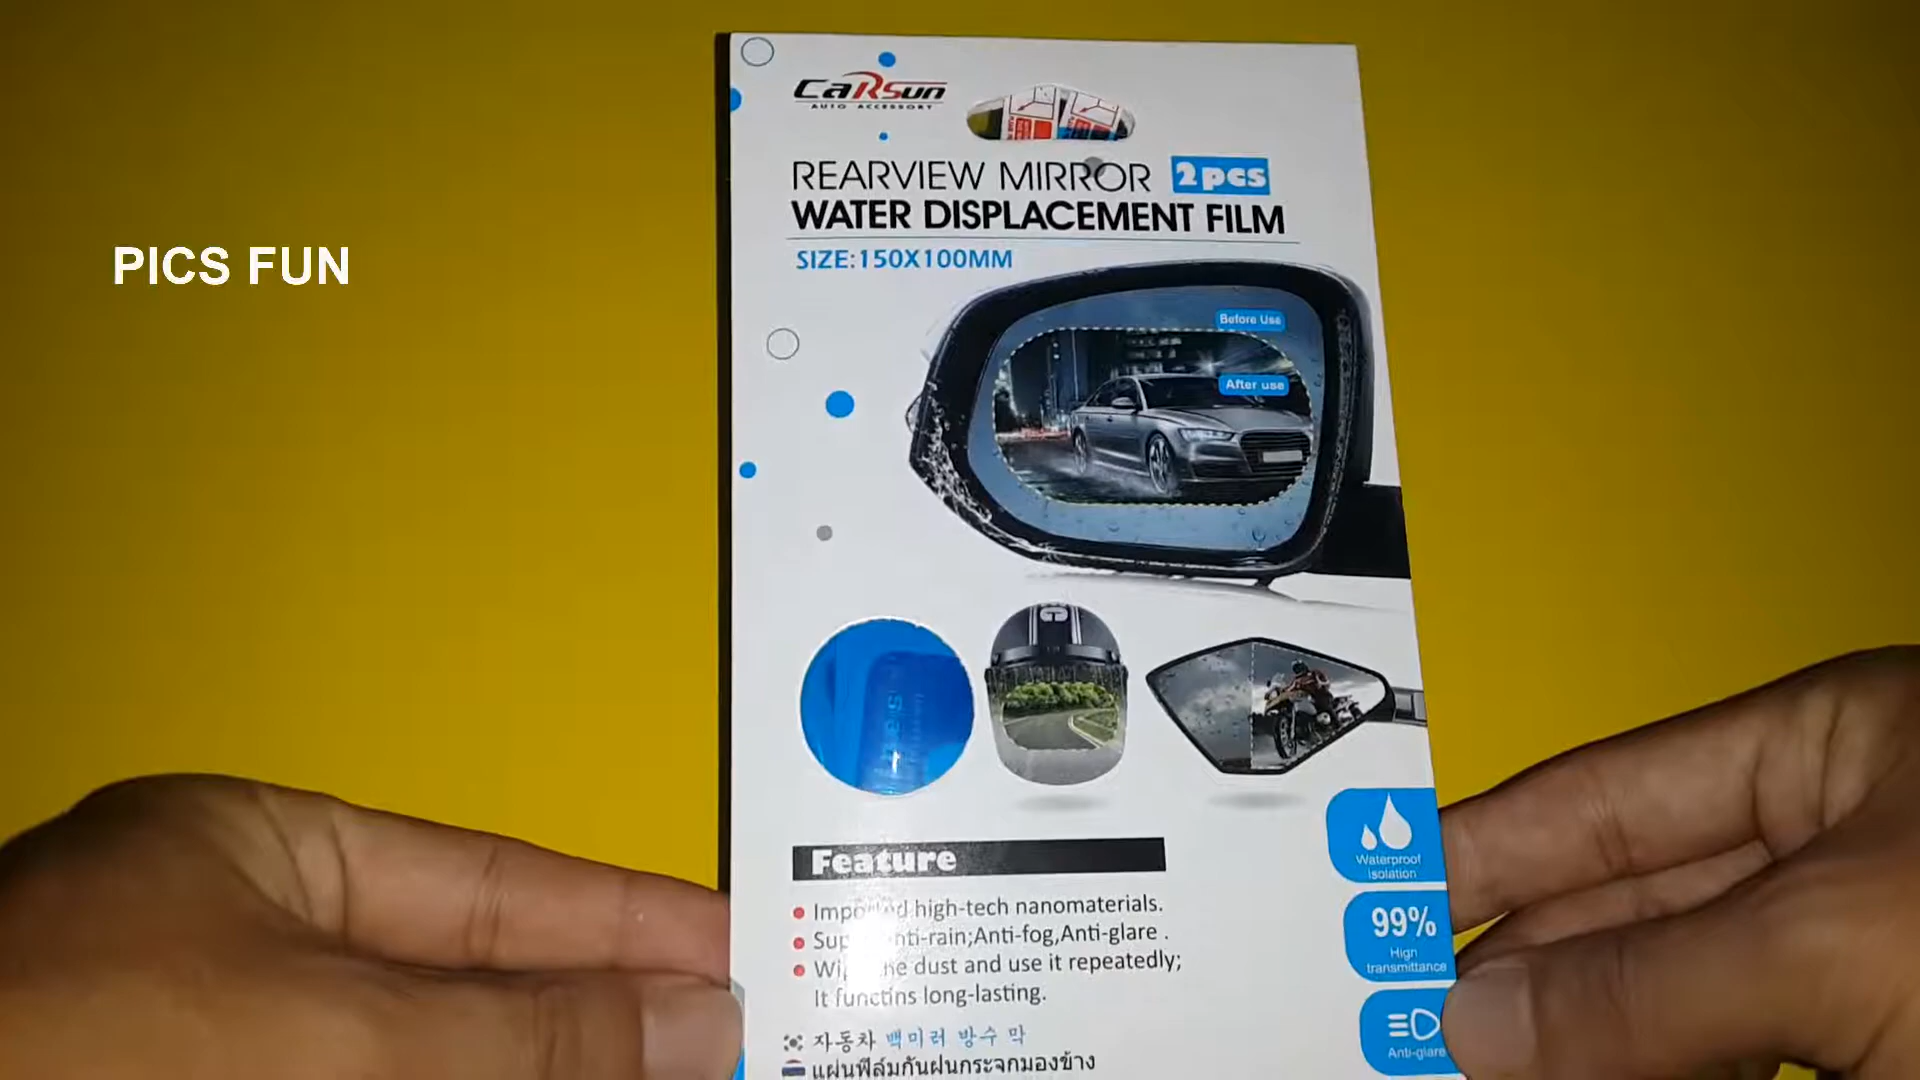 CaRSun
AUTO ACCESSORY
REARVIEW MIRROR 2pcs
WATER DISPLACEMENT FILM
SIZE:150X100MM
PICS FUN
Before Use
After use
Feature
high-tech nanomaterials.
Anti-fog,Anti-glare .
dust and use it repeatedly;
It functins long-lasting.
자동차 백미러 방수 막
แผ่นฟิล์มกันฝนกระจกมองข้าง
Waterproof
isolation
99%
Hign
transmittance
Anti-glare